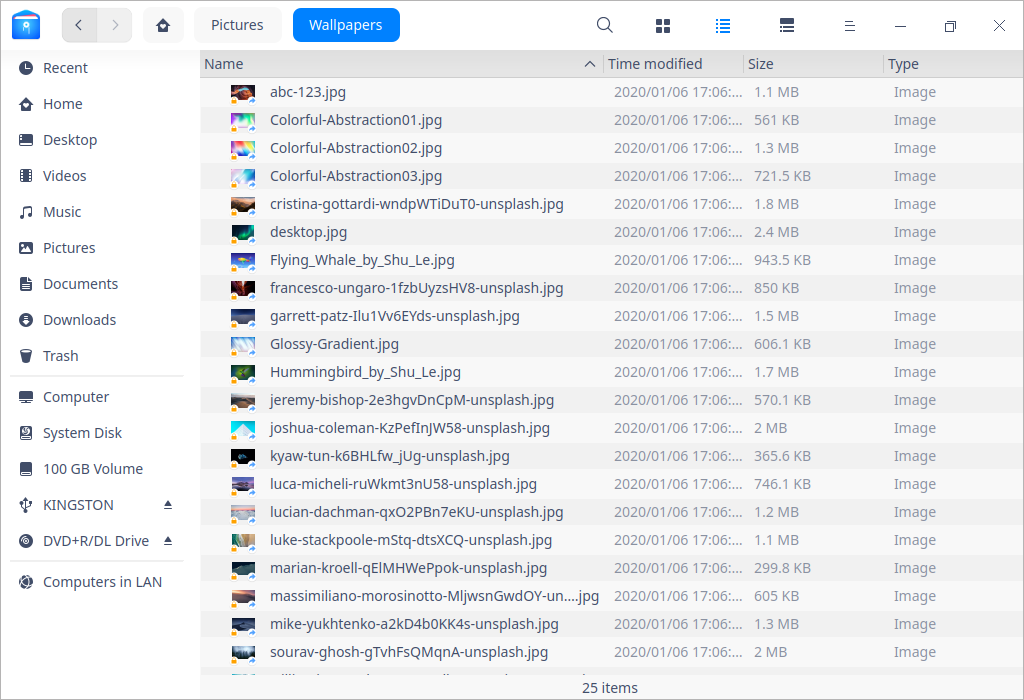 Pictures Wallpapers
Recent
Home
Desktop
Videos
Music
Pictures
Documents
Downloads
Trash
Computer
System Disk
100 GB Volume
KINGSTON
DVD+R/DL Drive
Computers in LAN
Name Time modified Size Type
abc-123.jpg 2020/01/06 17:06:... 1.1 MB Image
Colorful-Abstraction01.jpg 2020/01/06 17:06:... 561 KB Image
Colorful-Abstraction02.jpg 2020/01/06 17:06:... 1.3 MB Image
Colorful-Abstraction03.jpg 2020/01/06 17:06:... 721.5 KB Image
cristina-gottardi-wndpWTiDuT0-unsplash.jpg 2020/01/06 17:06:... 1.8 MB Image
desktop.jpg 2020/01/06 17:06:... 2.4 MB Image
Flying_Whale_by_Shu_Le.jpg 2020/01/06 17:06:... 943.5 KB Image
francesco-ungaro-1fzbUyzsHV8-unsplash.jpg 2020/01/06 17:06:... 850 KB Image
garrett-patz-Ilu1Vv6EYds-unsplash.jpg 2020/01/06 17:06:... 1.5 MB Image
Glossy-Gradient.jpg 2020/01/06 17:06:... 606.1 KB Image
Hummingbird_by_Shu_Le.jpg 2020/01/06 17:06:... 1.7 MB Image
jeremy-bishop-2e3hgvDnCpM-unsplash.jpg 2020/01/06 17:06:... 570.1 KB Image
joshua-coleman-KzPefInJW58-unsplash.jpg 2020/01/06 17:06:... 2 MB Image
kyaw-tun-k6BHLfw_jUg-unsplash.jpg 2020/01/06 17:06:... 365.6 KB Image
luca-micheli-ruWkmt3nU58-unsplash.jpg 2020/01/06 17:06:... 746.1 KB Image
lucian-dachman-qxO2PBn7eKU-unsplash.jpg 2020/01/06 17:06:... 1.2 MB Image
luke-stackpoole-mStq-dtsXCQ-unsplash.jpg 2020/01/06 17:06:... 1.1 MB Image
marian-kroell-qElMHWePpok-unsplash.jpg 2020/01/06 17:06:... 299.8 KB Image
massimiliano-morosinotto-MljwsnGwdOY-un....jpg 2020/01/06 17:06:... 605 KB Image
mike-yukhtenko-a2kD4b0KK4s-unsplash.jpg 2020/01/06 17:06:... 1.3 MB Image
sourav-ghosh-gTvhFsQMqnA-unsplash.jpg 2020/01/06 17:06:... 2 MB Image
25 items